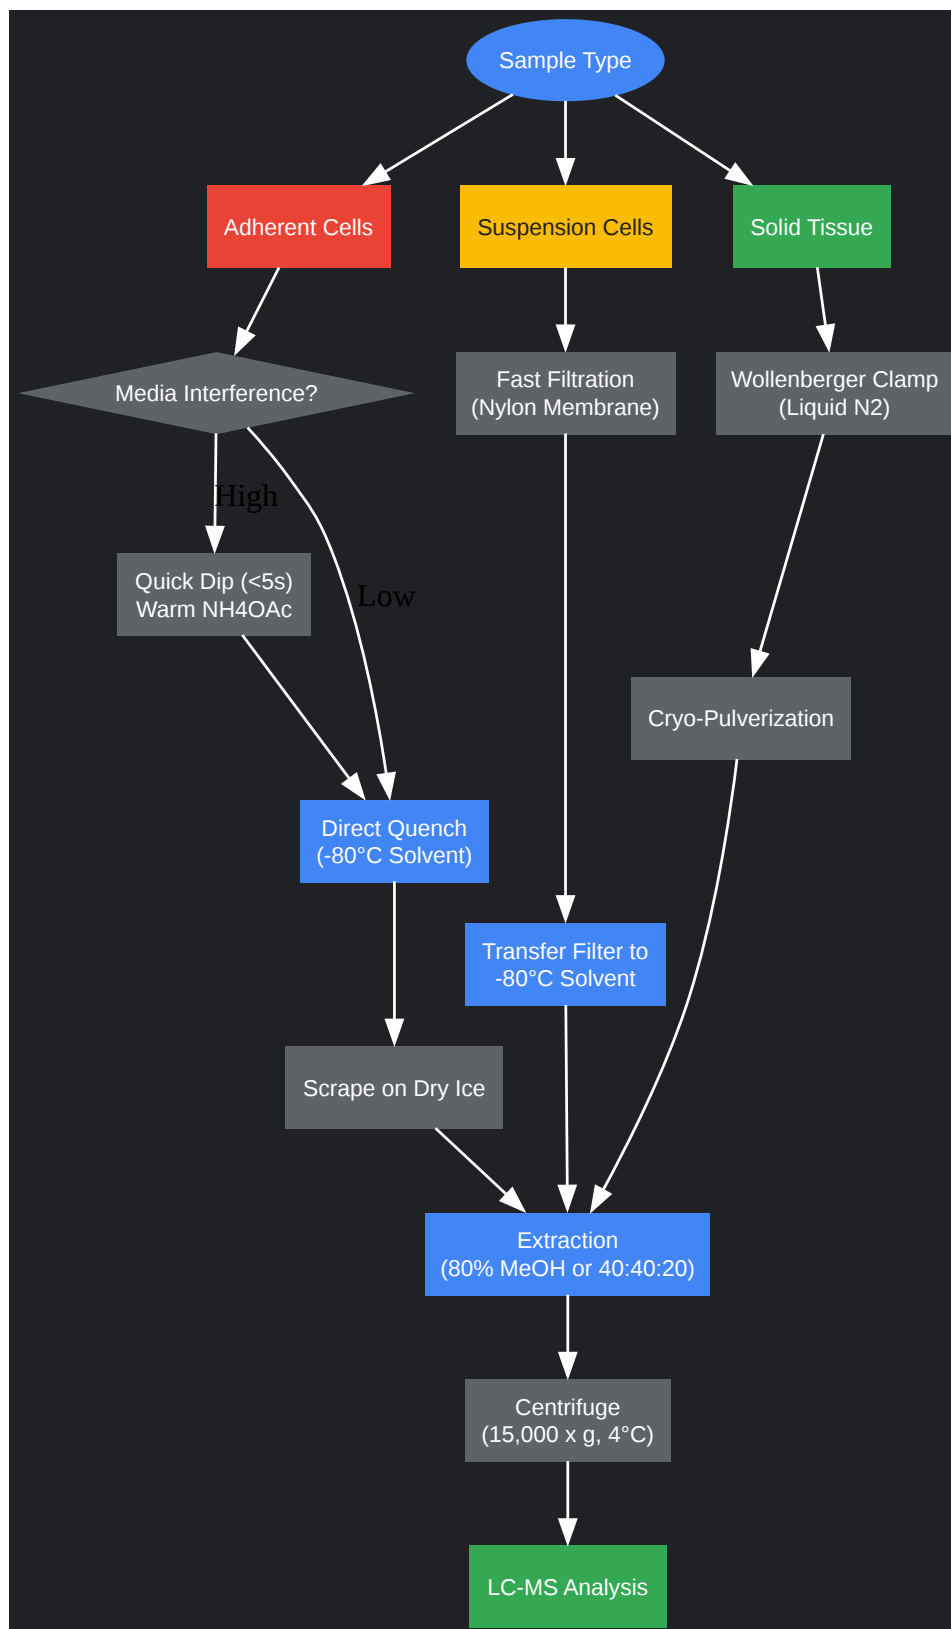 Sample Type
Adherent Cells
Suspension Cells
Solid Tissue
Media Interference?
Fast Filtration
(Nylon Membrane)
Wollenberger Clamp
(Liquid N2)
High
Quick Dip (<5s)
Warm NH4OAc
Low
Cryo-Pulverization
Direct Quench
(-80°C Solvent)
Transfer Filter to
-80°C Solvent
Scrape on Dry Ice
Extraction
(80% MeOH or 40:40:20)
Centrifuge
(15,000 x g, 4°C)
LC-MS Analysis